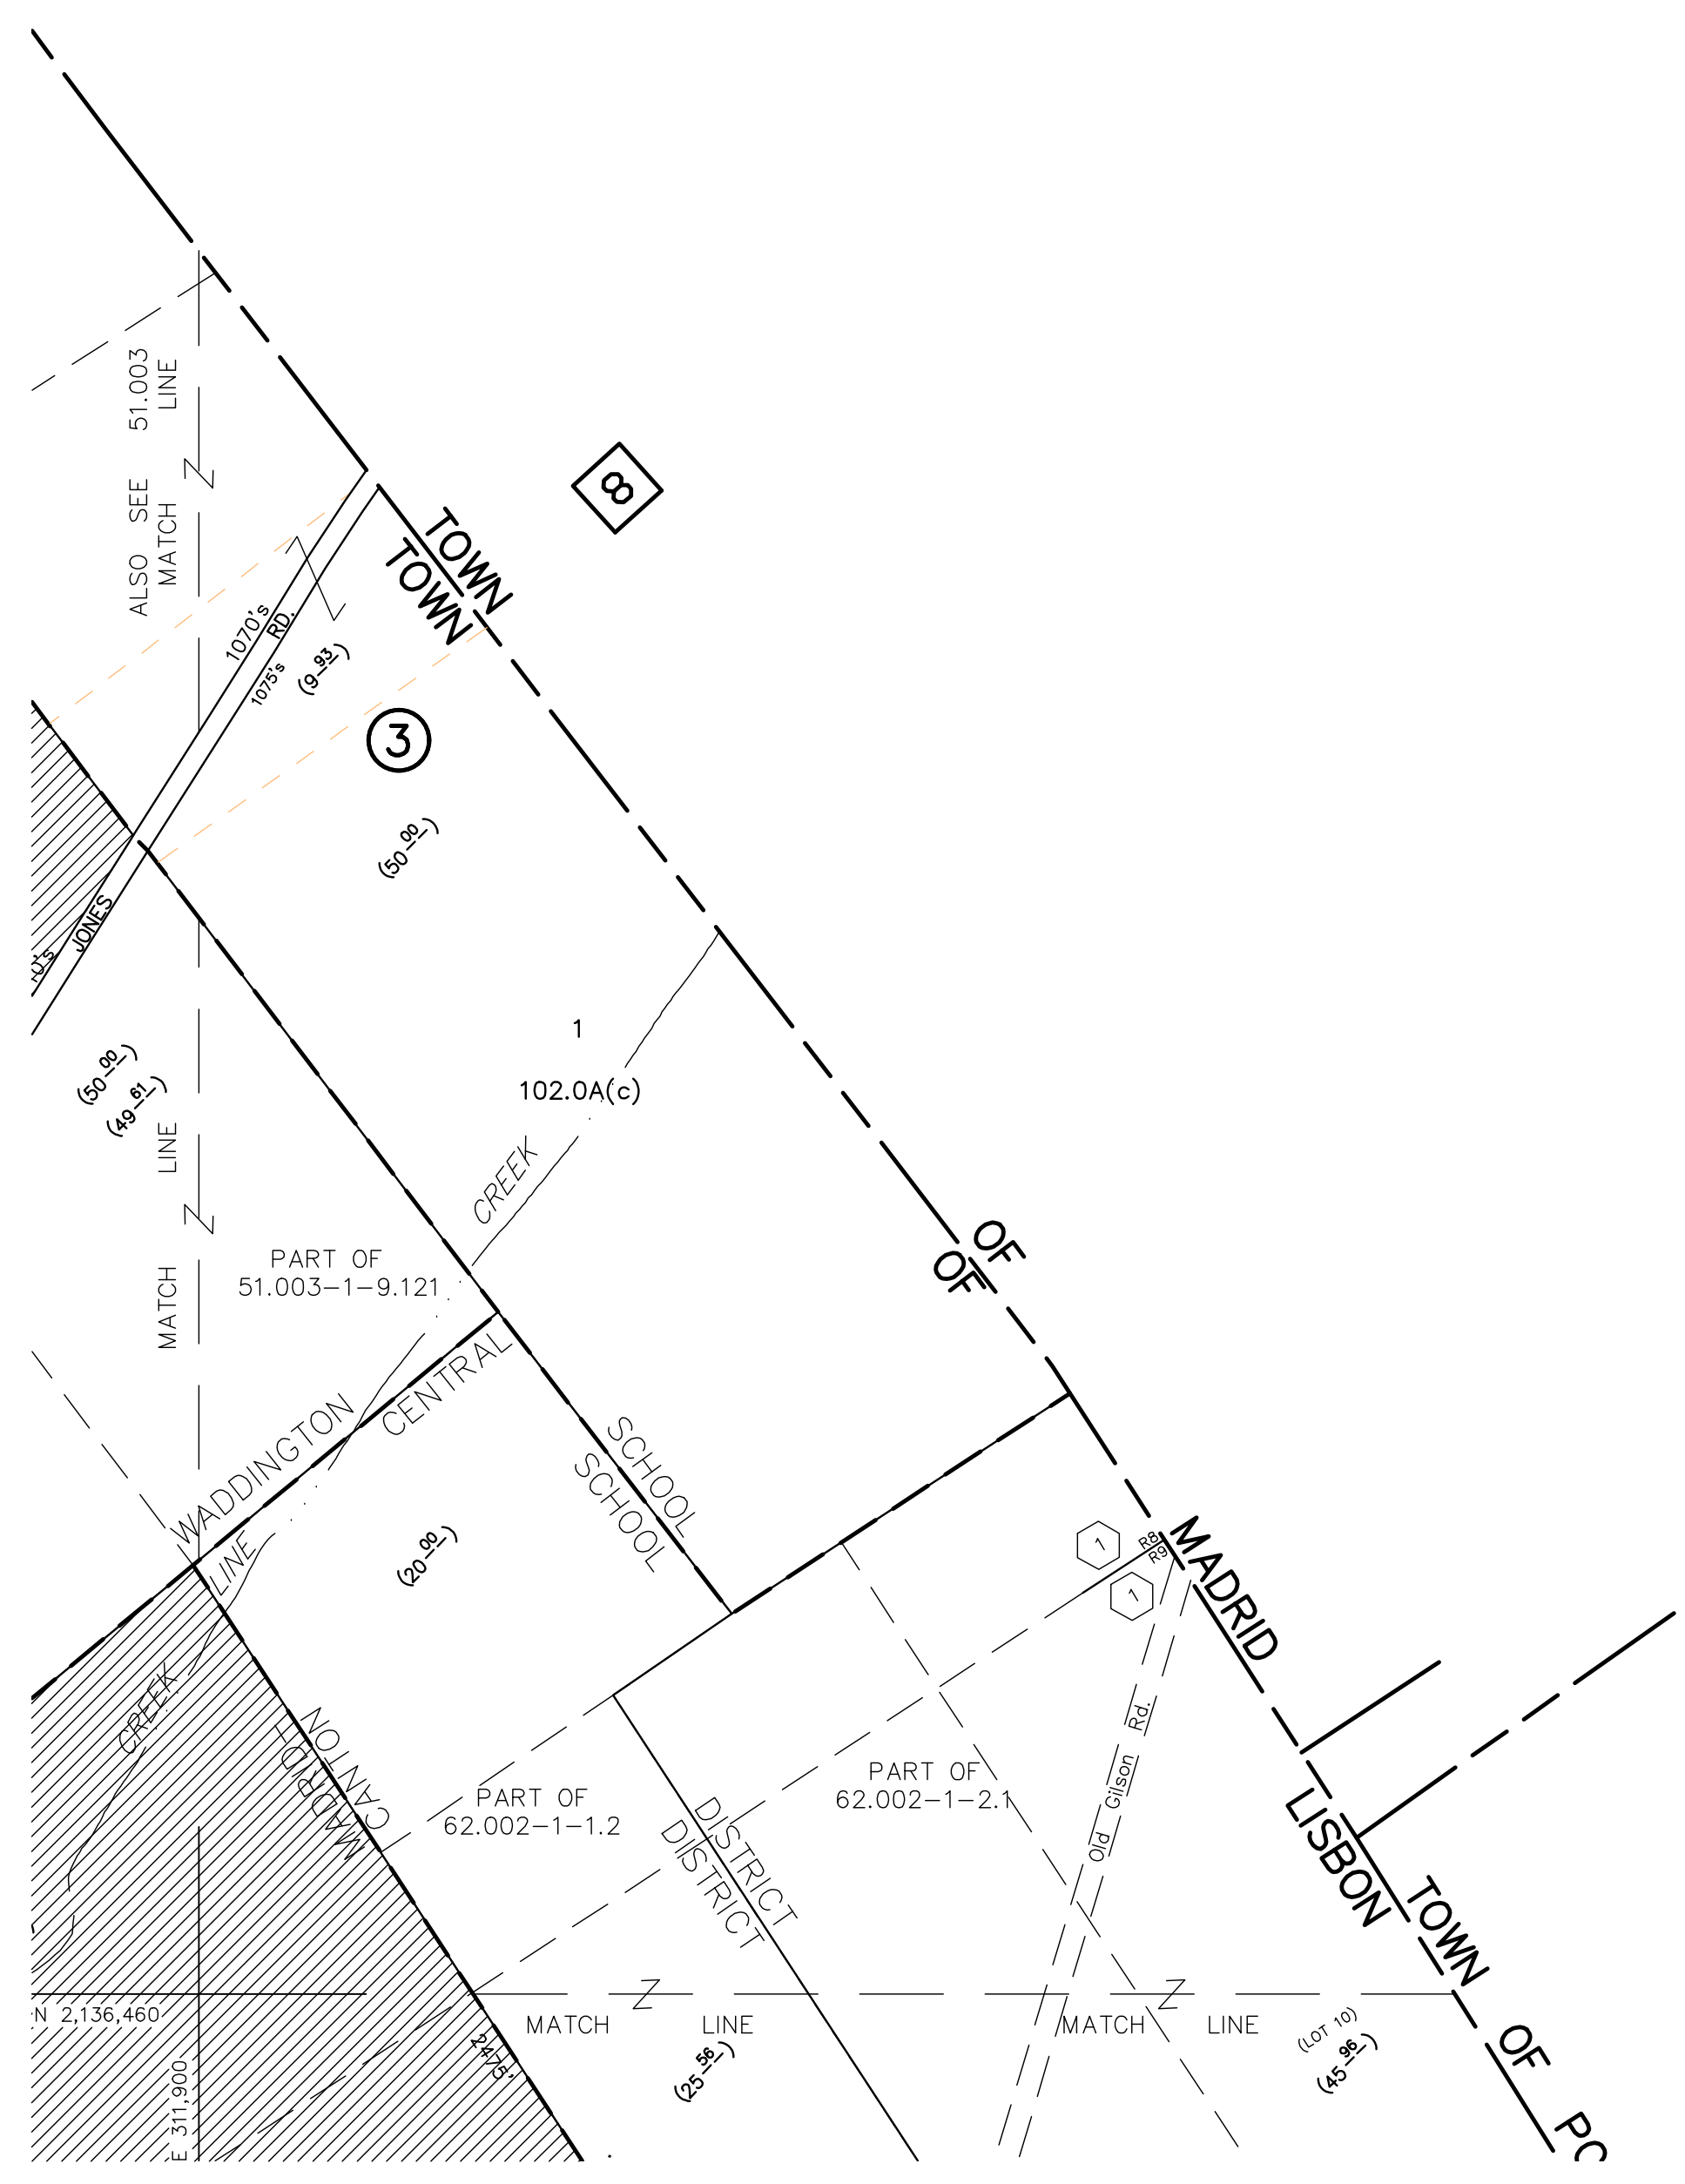 ALSO SEE 51.003
MATCH LINE
8
TOWN
TOWN
1070's
RD.
1075's
(9.93)
3
(50.00)
JONES
0's
1
102.0A(c)
(50.00)
(49.61)
MATCH LINE
CREEK
OF
OF
PART OF
51.003-1-9.121
WADDINGTON CENTRAL
SCHOOL
SCHOOL
LINE
(20.00)
CREEK
1
R8
R9
1
MADRID
LISBON
CANTON
MADRID
PART OF
62.002-1-1.2
PART OF
62.002-1-2.1
Old Gilson Rd.
DISTRICT
DISTRICT
TOWN OF PO
N 2,136,460
E 311,900
2475'
MATCH LINE
MATCH LINE
(25.56)
(LOT 10)
(45.96)